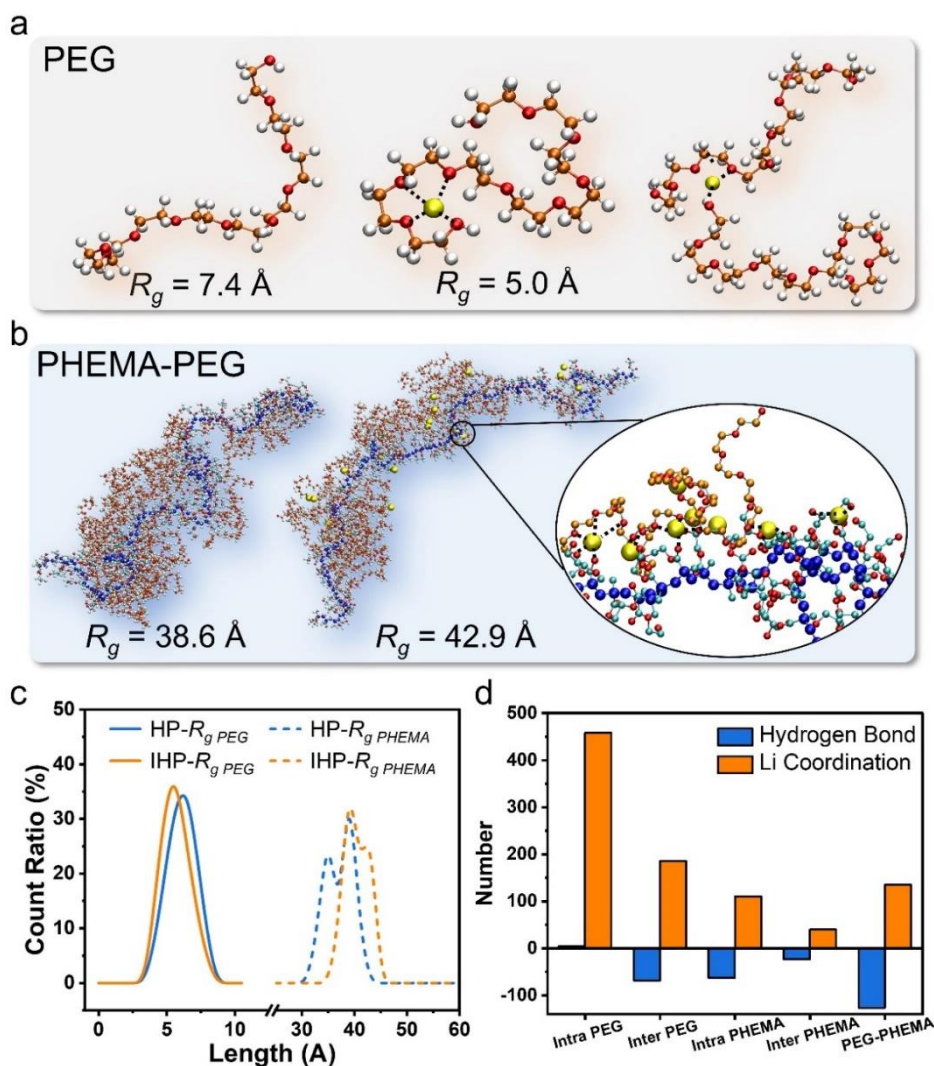 a
PEG
Rg = 7.4 Å
Rg = 5.0 Å
b
PHEMA-PEG
Rg = 38.6 Å
Rg = 42.9 Å
c
50
40
30
20
10
0
Count Ratio (%)
HP-Rg PEG
HP-Rg PHEMA
IHP-Rg PEG
IHP-Rg PHEMA
0
5
10
30
40
50
60
Length (A)
d
500
400
300
200
100
0
-100
Number
Hydrogen Bond
Li Coordination
Intra PEG
Inter PEG
Intra PHEMA
Inter PHEMA
PEG-PHEMA